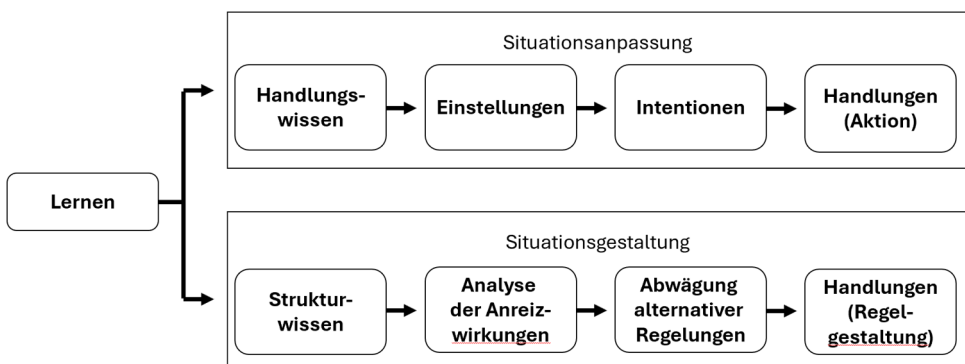 Situationsanpassung
Handlungs-
wissen
Einstellungen
Intentionen
Handlungen
(Aktion)
Lernen
Situationsgestaltung
Struktur-
wissen
Analyse
der Anreiz-
wirkungen
Abwägung
alternativer
Regelungen
Handlungen
(Regel-
gestaltung)